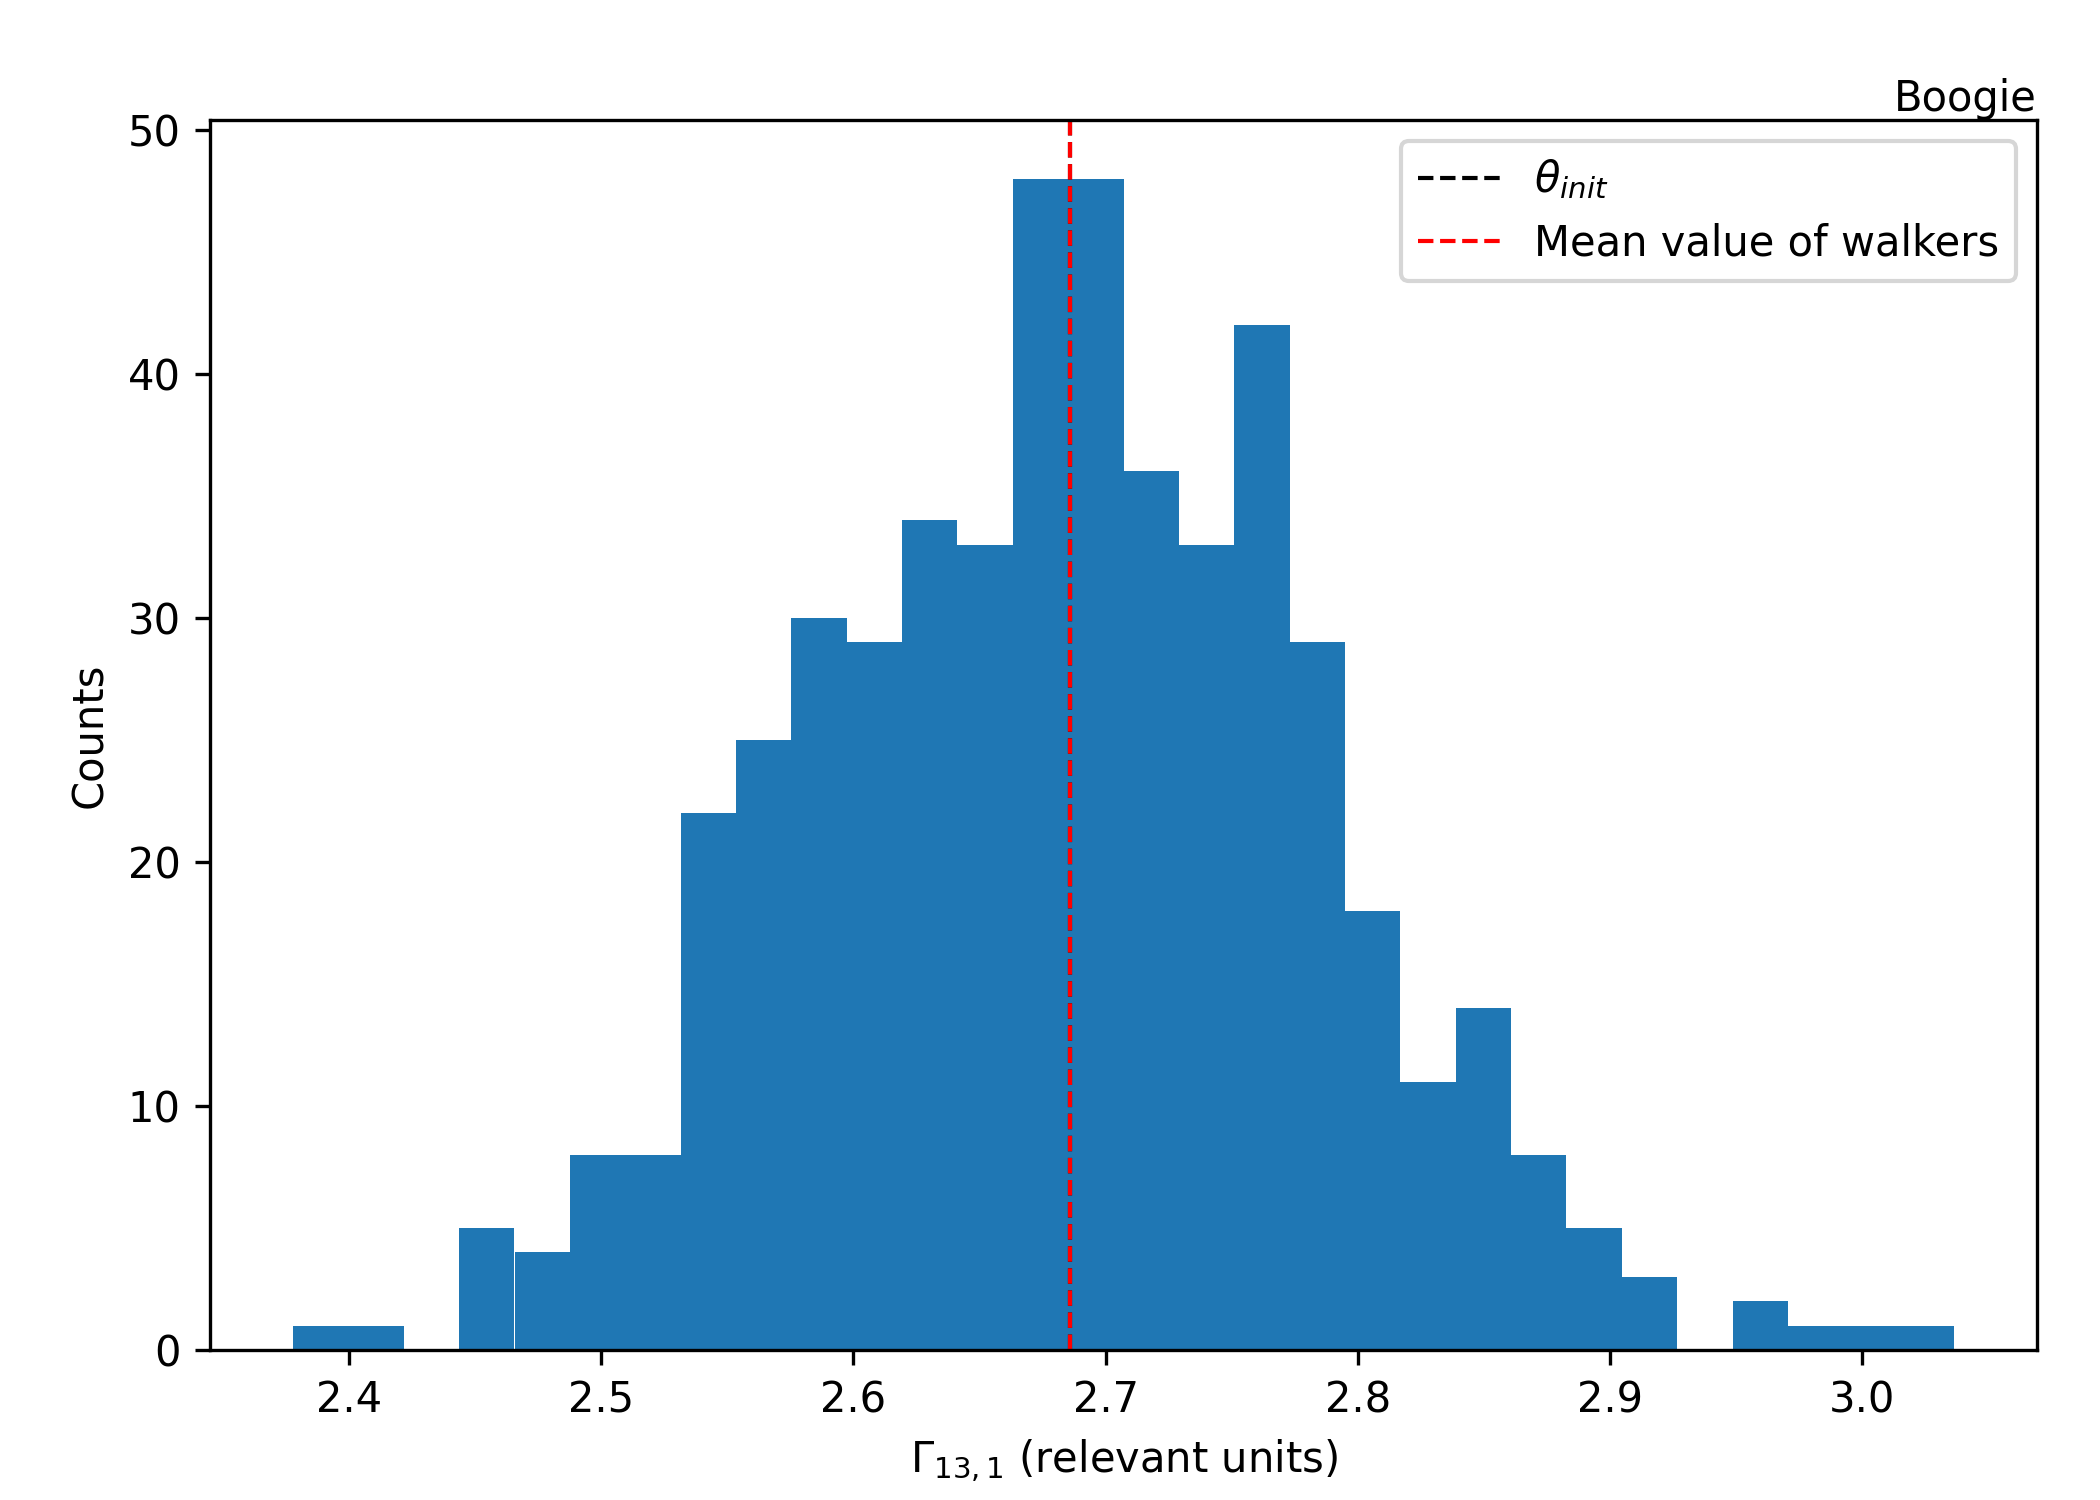 Boogie
50
40
30
20
10
0
Counts
θinit
Mean value of walkers
2.4 2.5 2.6 2.7 2.8 2.9 3.0
Γ13, 1 (relevant units)